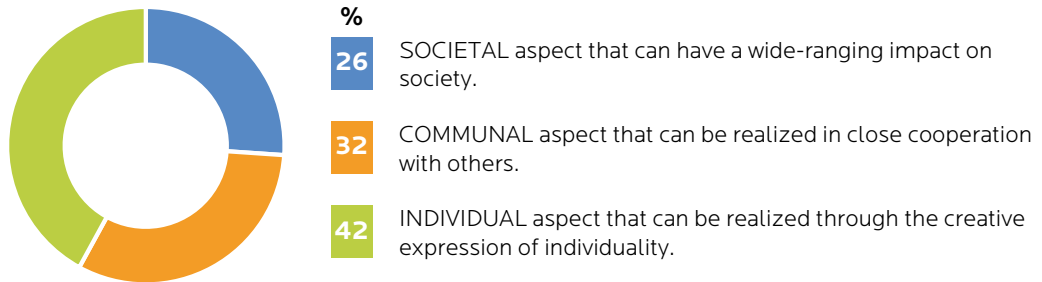 %
26
SOCIETAL aspect that can have a wide-ranging impact on
society.
32
COMMUNAL aspect that can be realized in close cooperation
with others.
42
INDIVIDUAL aspect that can be realized through the creative
expression of individuality.